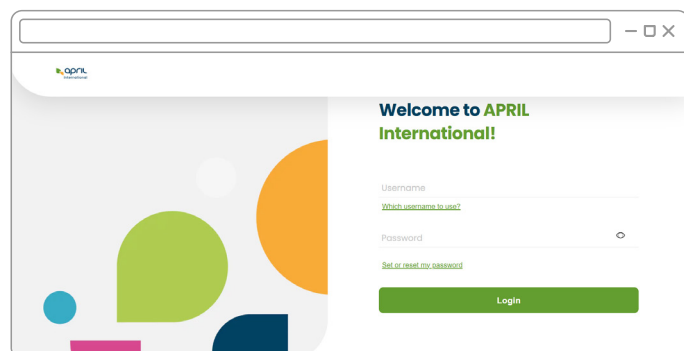 april
international
Welcome to APRIL
International!
Username
Which username to use?
Password
Set or reset my password
Login